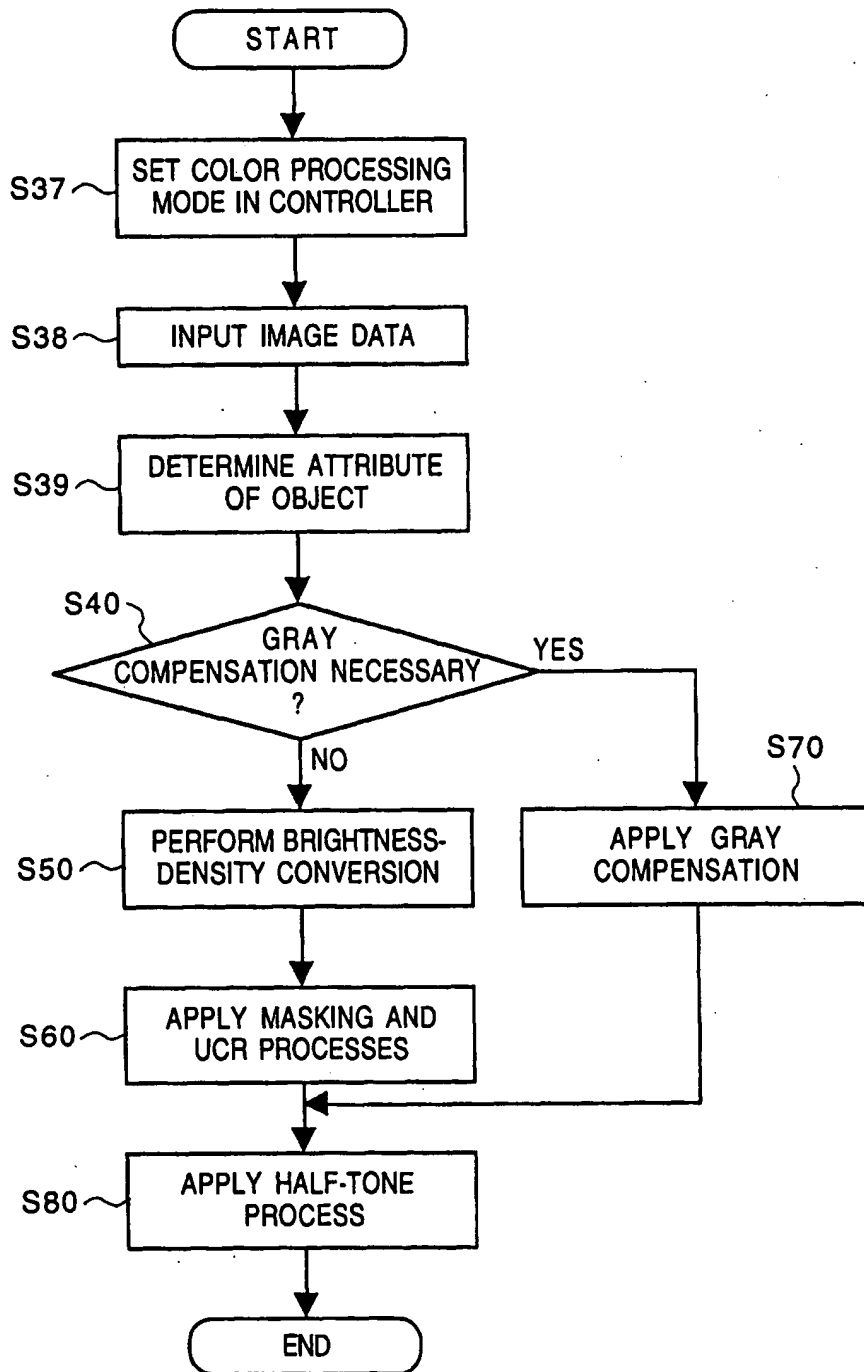 START
S37
SET COLOR PROCESSING
MODE IN CONTROLLER
S38
INPUT IMAGE DATA
S39
DETERMINE ATTRIBUTE
OF OBJECT
S40
GRAY
COMPENSATION NECESSARY
?
YES
NO
S70
APPLY GRAY
COMPENSATION
S50
PERFORM BRIGHTNESS-
DENSITY CONVERSION
S60
APPLY MASKING AND
UCR PROCESSES
S80
APPLY HALF-TONE
PROCESS
END